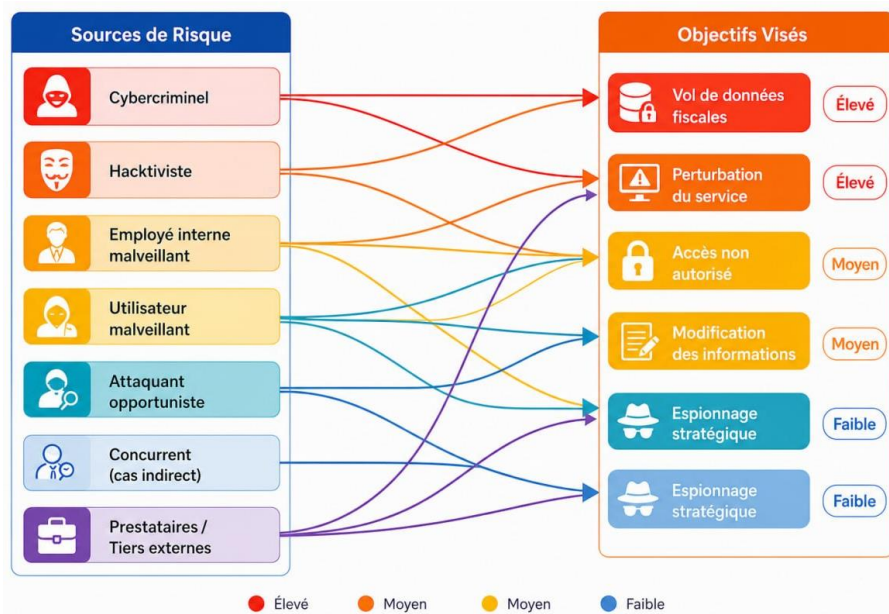 Sources de Risque
Cybercriminel
Hacktiviste
Employé interne
malveillant
Utilisateur
malveillant
Attaquant
opportuniste
Concurrent
(cas indirect)
Prestataires /
Tiers externes
Objectifs Visés
Vol de données
fiscales
Élevé
Perturbation
du service
Élevé
Accès non
autorisé
Moyen
Modification
des informations
Moyen
Espionnage
stratégique
Faible
Espionnage
stratégique
Faible
Élevé
Moyen
Moyen
Faible